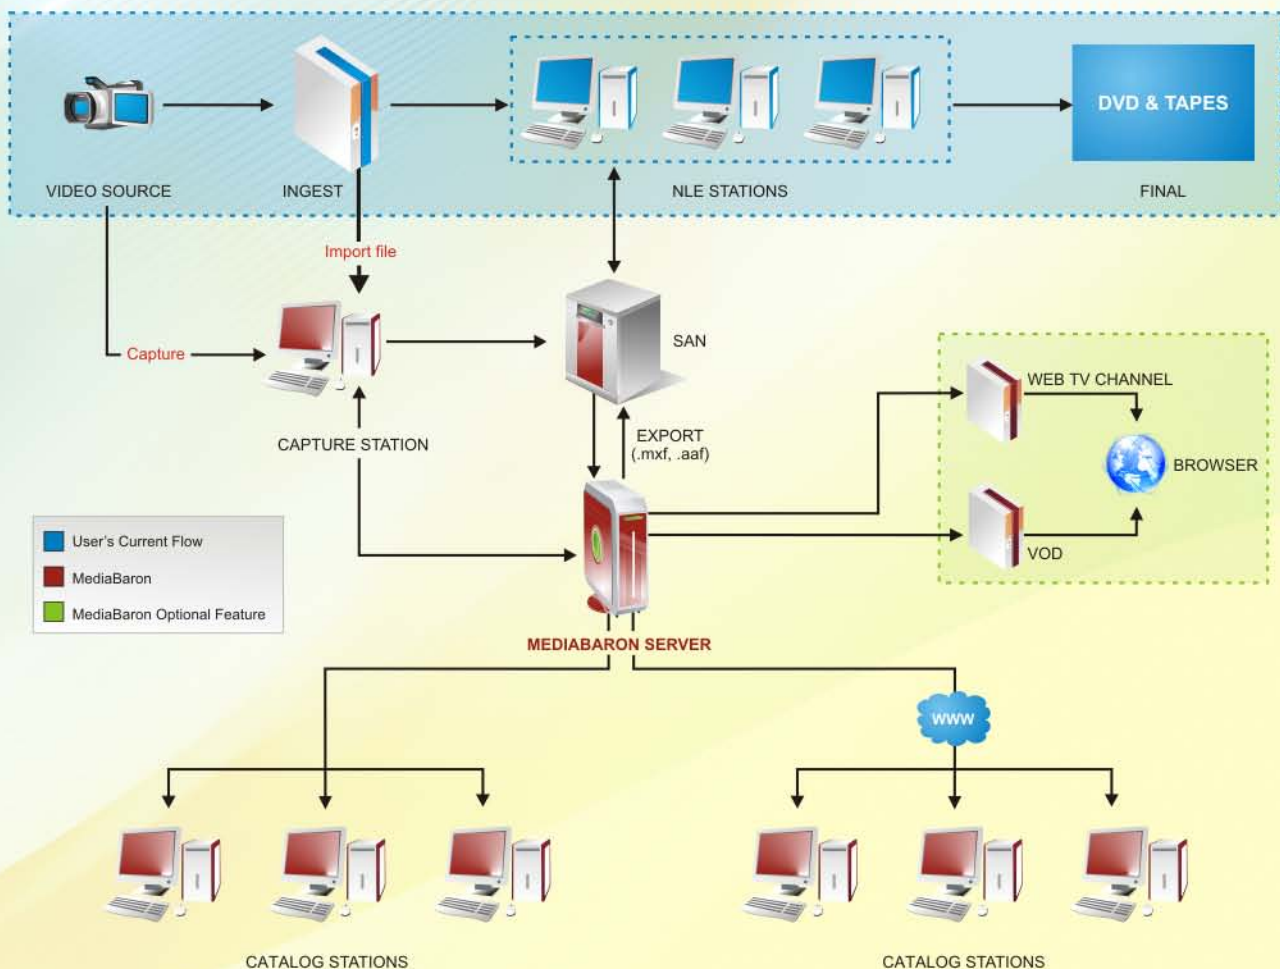 DVD & TAPES
VIDEO SOURCE
INGEST
NLE STATIONS
FINAL
Import file
SAN
Capture
WEB TV CHANNEL
CAPTURE STATION
EXPORT
(.mxf, .aaf)
BROWSER
User's Current Flow
VOD
MediaBaron
MediaBaron Optional Feature
MEDIABARON SERVER
WWW
CATALOG STATIONS
CATALOG STATIONS